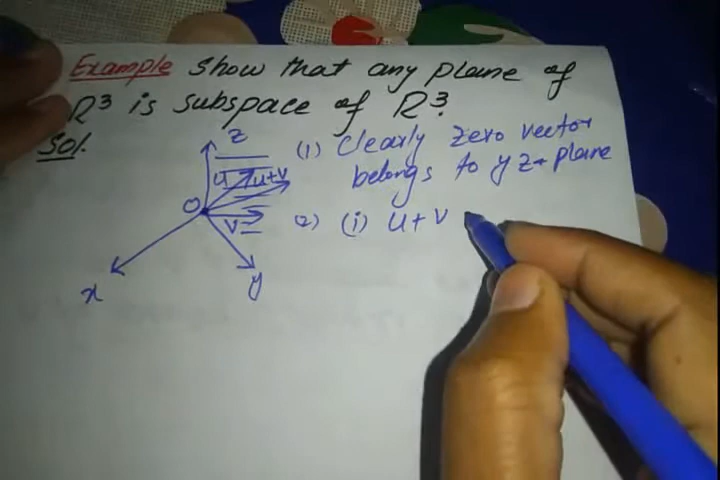 Example Show that any plane of
R³ is subspace of R³?
Sol.
z
u u+v
O
v
x
y
(1) Clearly zero vector
belongs to yz-plane
(2) (i) u+v